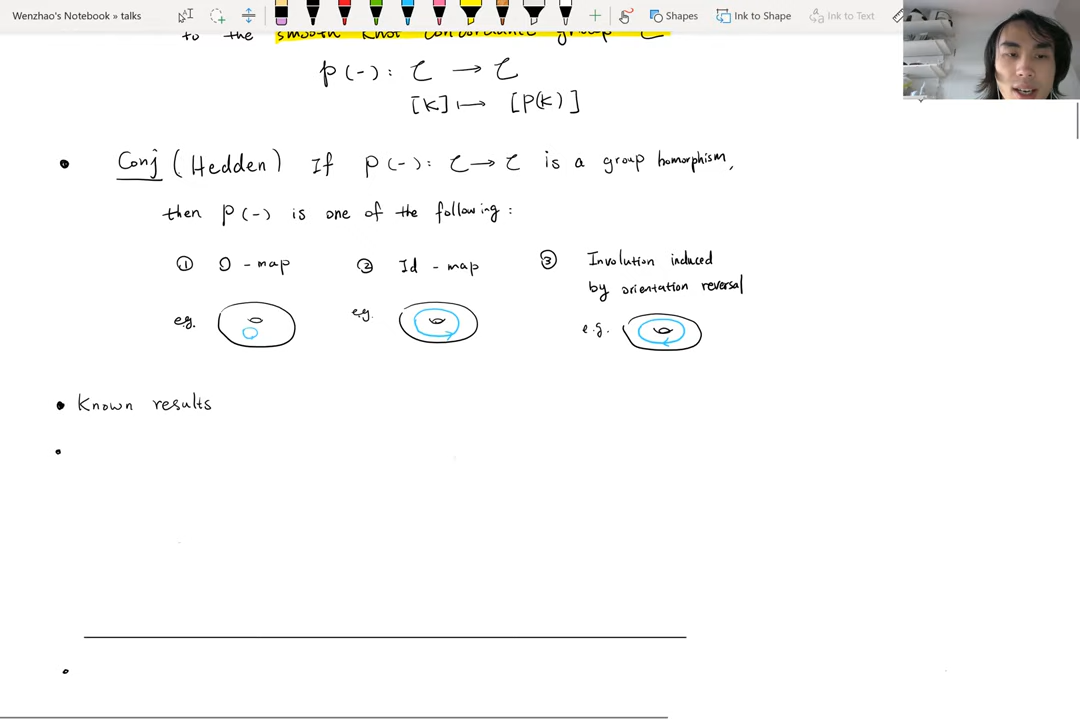 Wenzhao's Notebook » talks
Shapes
Ink to Shape
Ink to Text
to the smooth knot concordance group C
P(-): C → C
[K] ⟼ [P(K)]
Conj (Hedden) If P(-): C → C is a group homorphism,
then P(-) is one of the following:
① 0 - map
② Id - map
③ Involution induced
by orientation reversal
e.g.
e.g.
e.g.
Known results